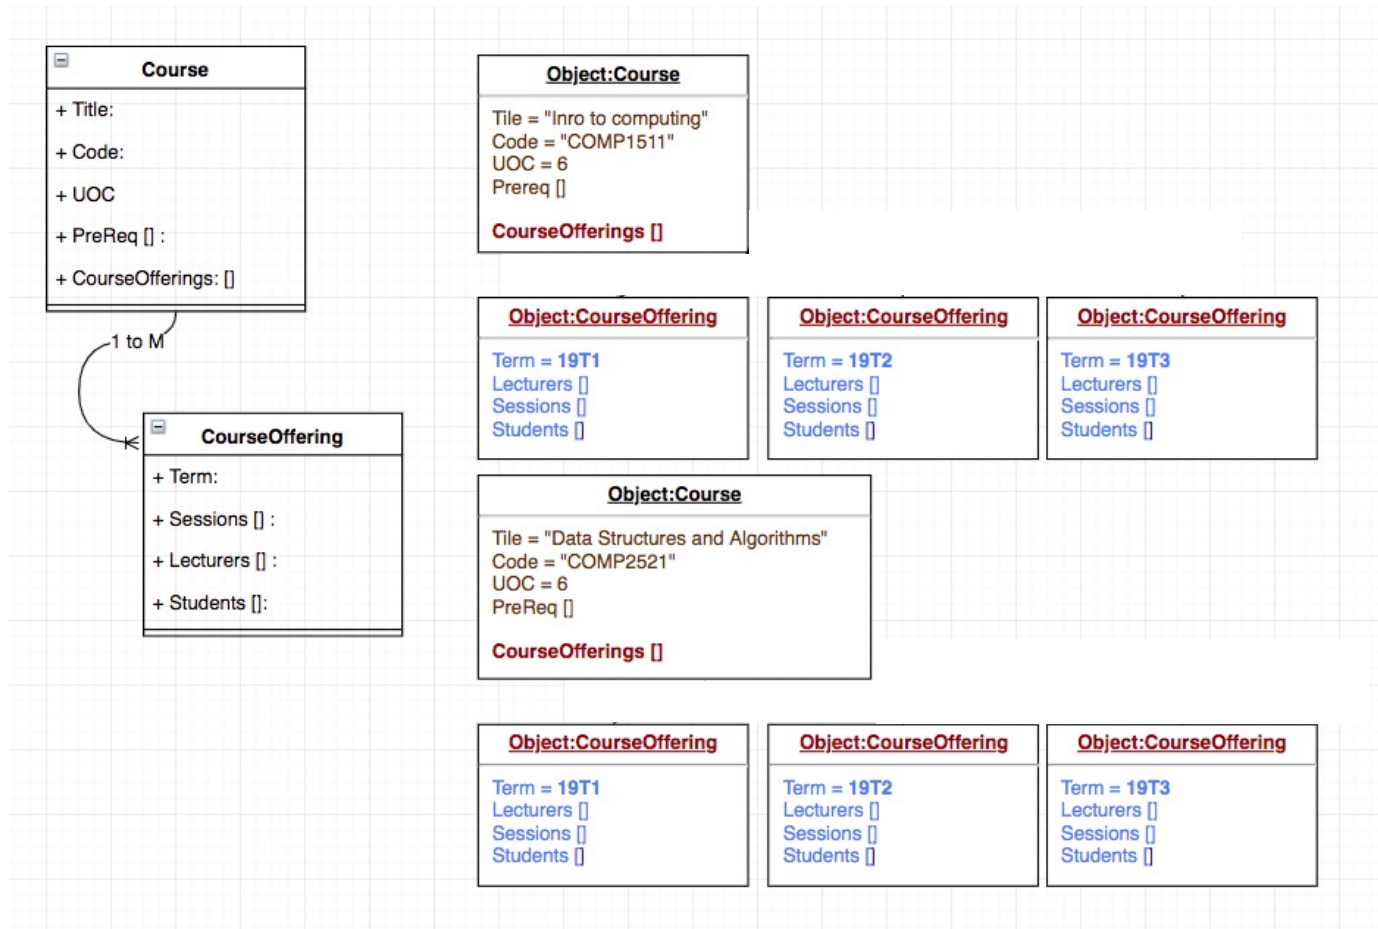 Course
+ Title:
+ Code:
+ UOC
+ PreReq [] :
+ CourseOfferings: []
1 to M
CourseOffering
+ Term:
+ Sessions [] :
+ Lecturers [] :
+ Students []:
Object:Course
Tile = "Inro to computing"
Code = "COMP1511"
UOC = 6
Prereq []
CourseOfferings []
Object:CourseOffering
Term = 19T1
Lecturers []
Sessions []
Students []
Object:CourseOffering
Term = 19T2
Lecturers []
Sessions []
Students []
Object:CourseOffering
Term = 19T3
Lecturers []
Sessions []
Students []
Object:Course
Tile = "Data Structures and Algorithms"
Code = "COMP2521"
UOC = 6
PreReq []
CourseOfferings []
Object:CourseOffering
Term = 19T1
Lecturers []
Sessions []
Students []
Object:CourseOffering
Term = 19T2
Lecturers []
Sessions []
Students []
Object:CourseOffering
Term = 19T3
Lecturers []
Sessions []
Students []